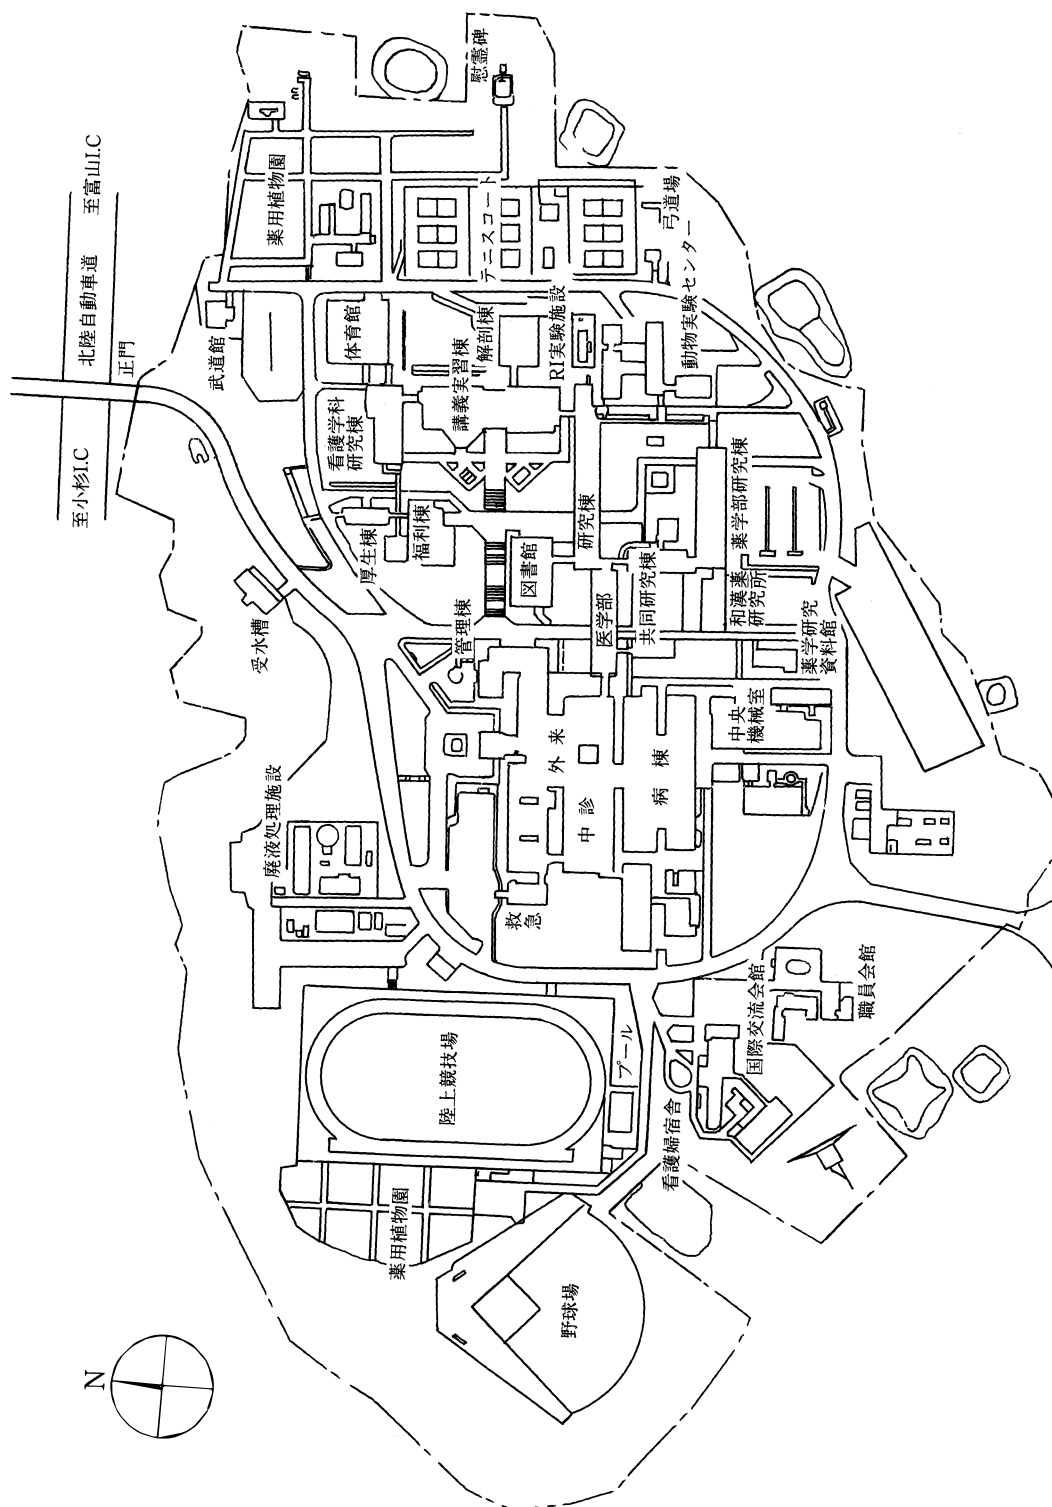 至小杉I.C
北陸自動車道
至富山I.C
正門
N
受水槽
武道館
薬用植物園
慰霊碑
廃液処理施設
厚生棟
看護学科
研究棟
体育館
福利棟
管理棟
講義実習棟
解剖棟
テニスコート
図書館
RI実験施設
研究棟
医学部
共同研究棟
弓道場
動物実験センター
薬学部研究棟
和漢薬
研究所
薬学研究
資料館
中央
機械室
外来
中診
病棟
救急
陸上競技場
プール
薬用植物園
野球場
看護婦宿舎
国際交流会館
職員会館